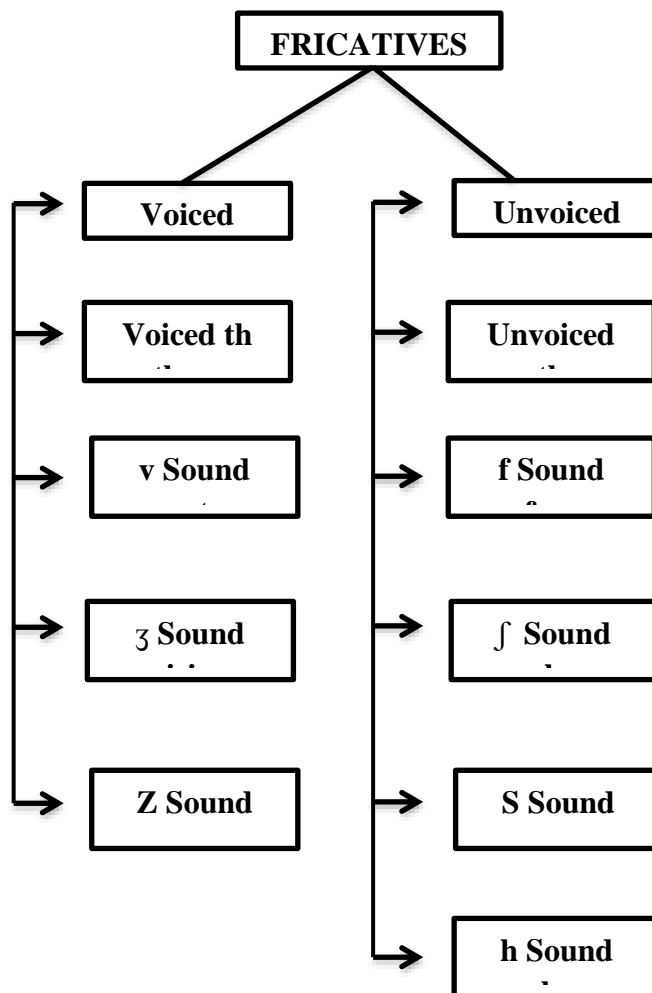 FRICATIVES
Voiced
Unvoiced
Voiced th
Unvoiced
v Sound
f Sound
ʒ Sound
ʃ Sound
Z Sound
S Sound
h Sound